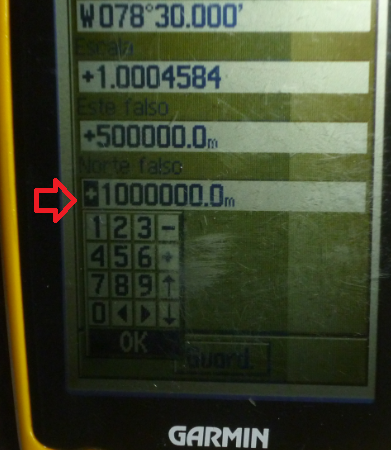 W 078°30.000'
Escala
+1.0004584
Este falso
+500000.0m
Norte falso
+1000000.0m
1 2 3 -
4 5 6 +
7 8 9 ↑
0 ◀ ▶ ↓
OK
Guard.
GARMIN